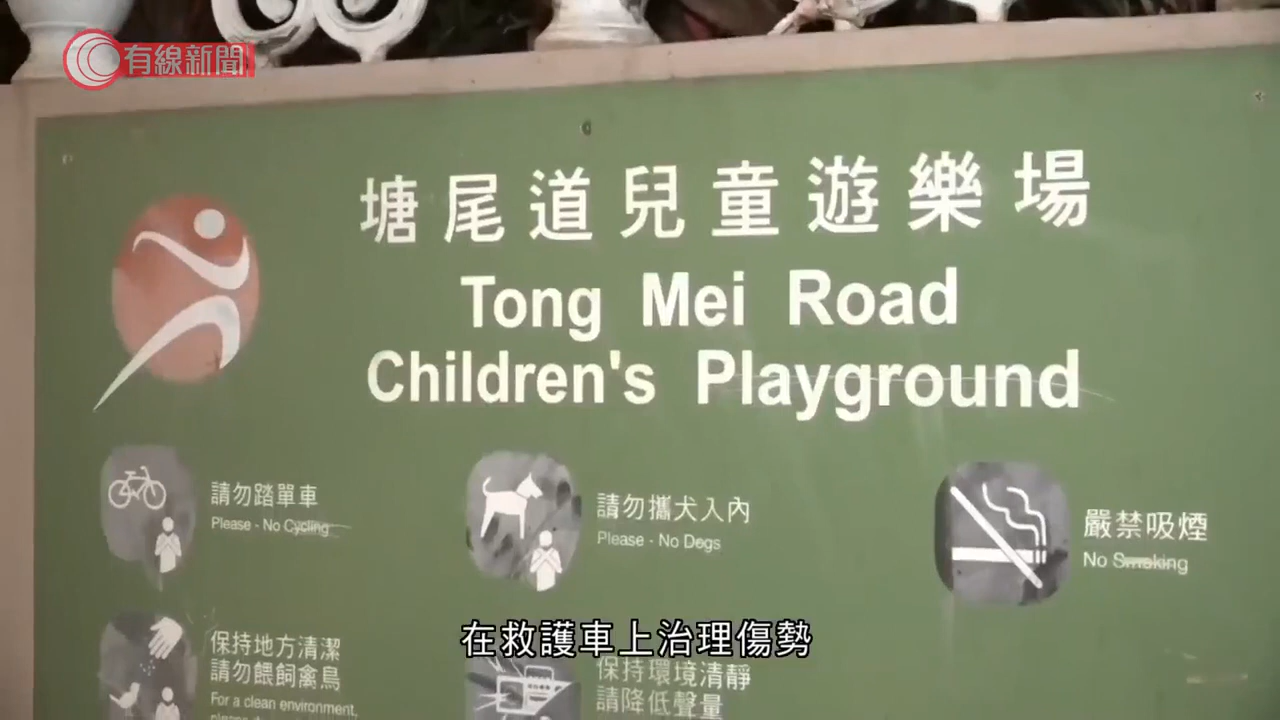 有線新聞
塘尾道兒童遊樂場
Tong Mei Road
Children's Playground
請勿踏單車
Please - No Cycling
請勿攜犬入內
Please - No Dogs
嚴禁吸煙
No Smoking
保持地方清潔
請勿餵飼禽鳥
For a clean environment,
在救護車上治理傷勢
保持環境清靜
請降低聲量